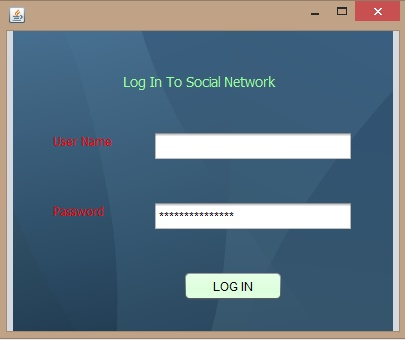 Log In To Social Network
User Name
Password
***************
LOG IN